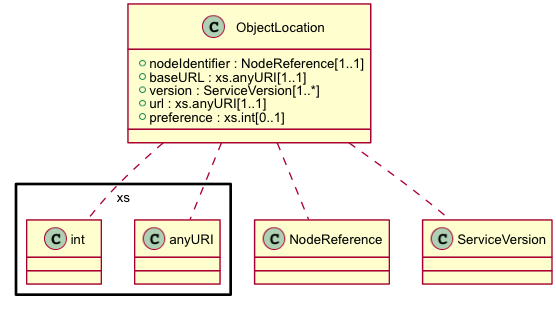 C ObjectLocation
nodeIdentifier : NodeReference[1..1]
baseURL : xs.anyURI[1..1]
version : ServiceVersion[1..*]
url : xs.anyURI[1..1]
preference : xs.int[0..1]
xs
C int
C anyURI
C NodeReference
C ServiceVersion